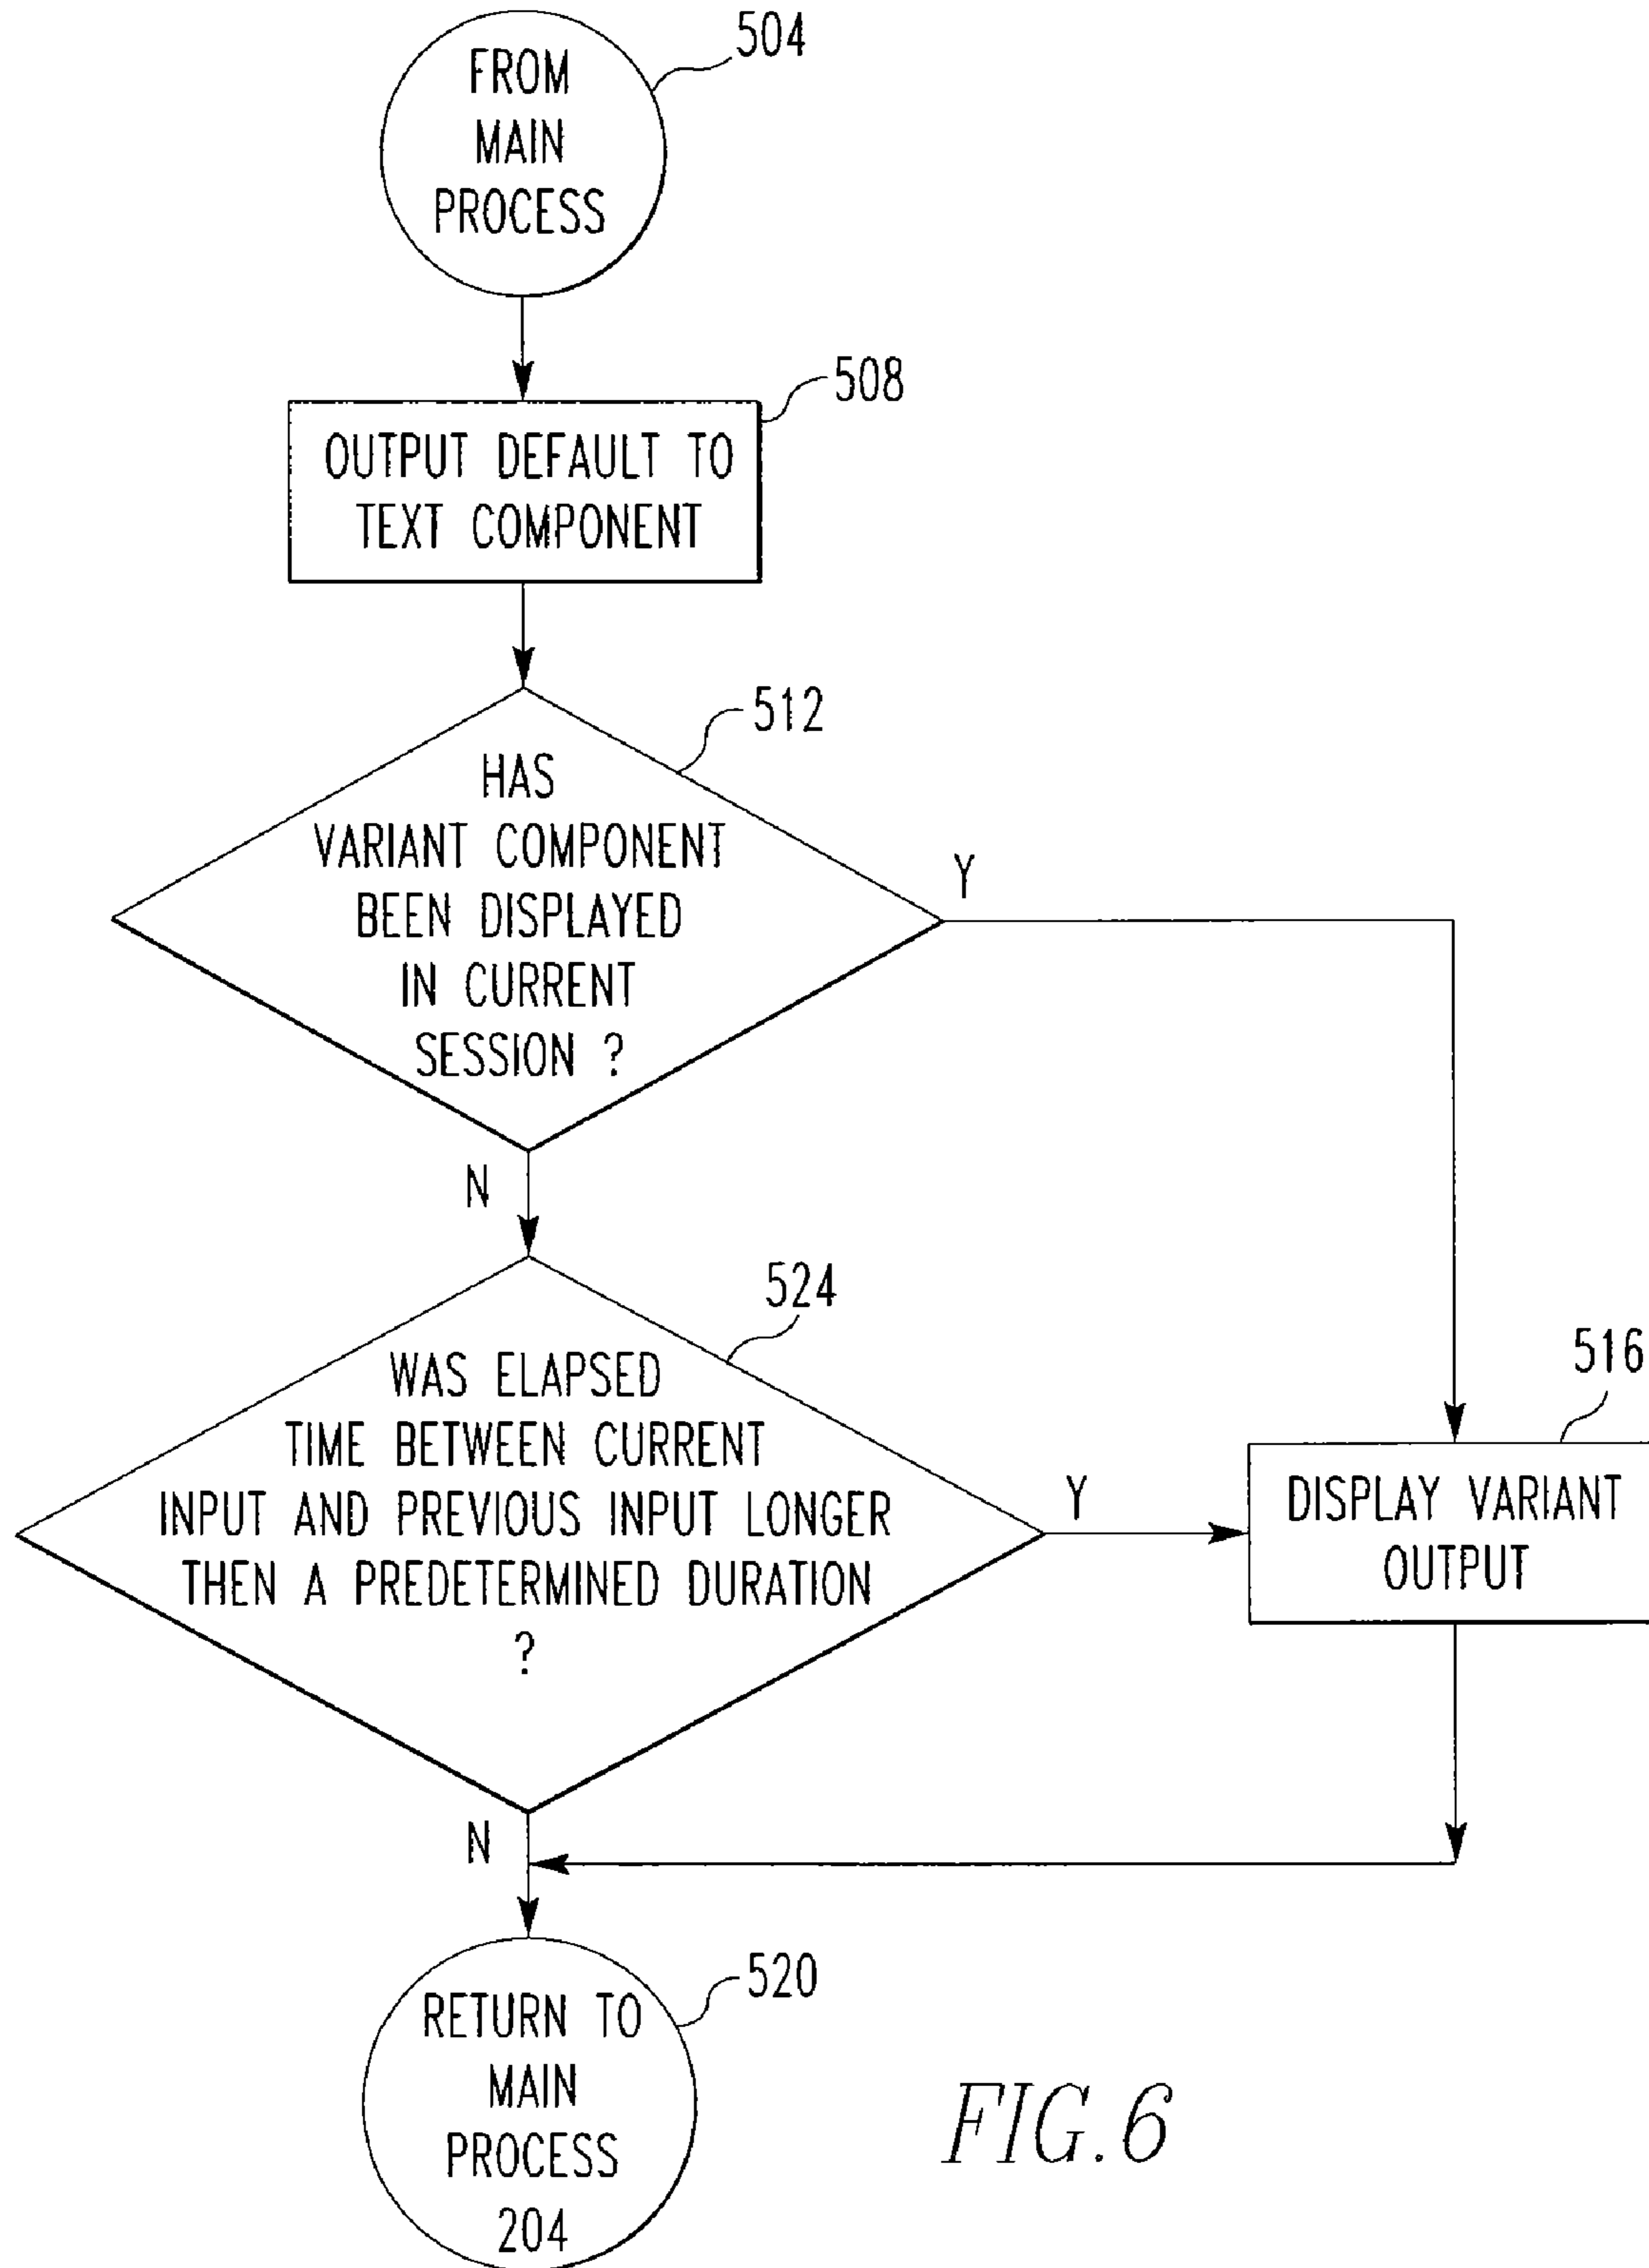 504
FROM
MAIN
PROCESS
508
OUTPUT DEFAULT TO
TEXT COMPONENT
512
HAS
VARIANT COMPONENT
BEEN DISPLAYED
IN CURRENT
SESSION ?
Y
N
524
WAS ELAPSED
TIME BETWEEN CURRENT
INPUT AND PREVIOUS INPUT LONGER
THEN A PREDETERMINED DURATION
?
Y
516
DISPLAY VARIANT
OUTPUT
N
520
RETURN TO
MAIN
PROCESS
204
FIG.6